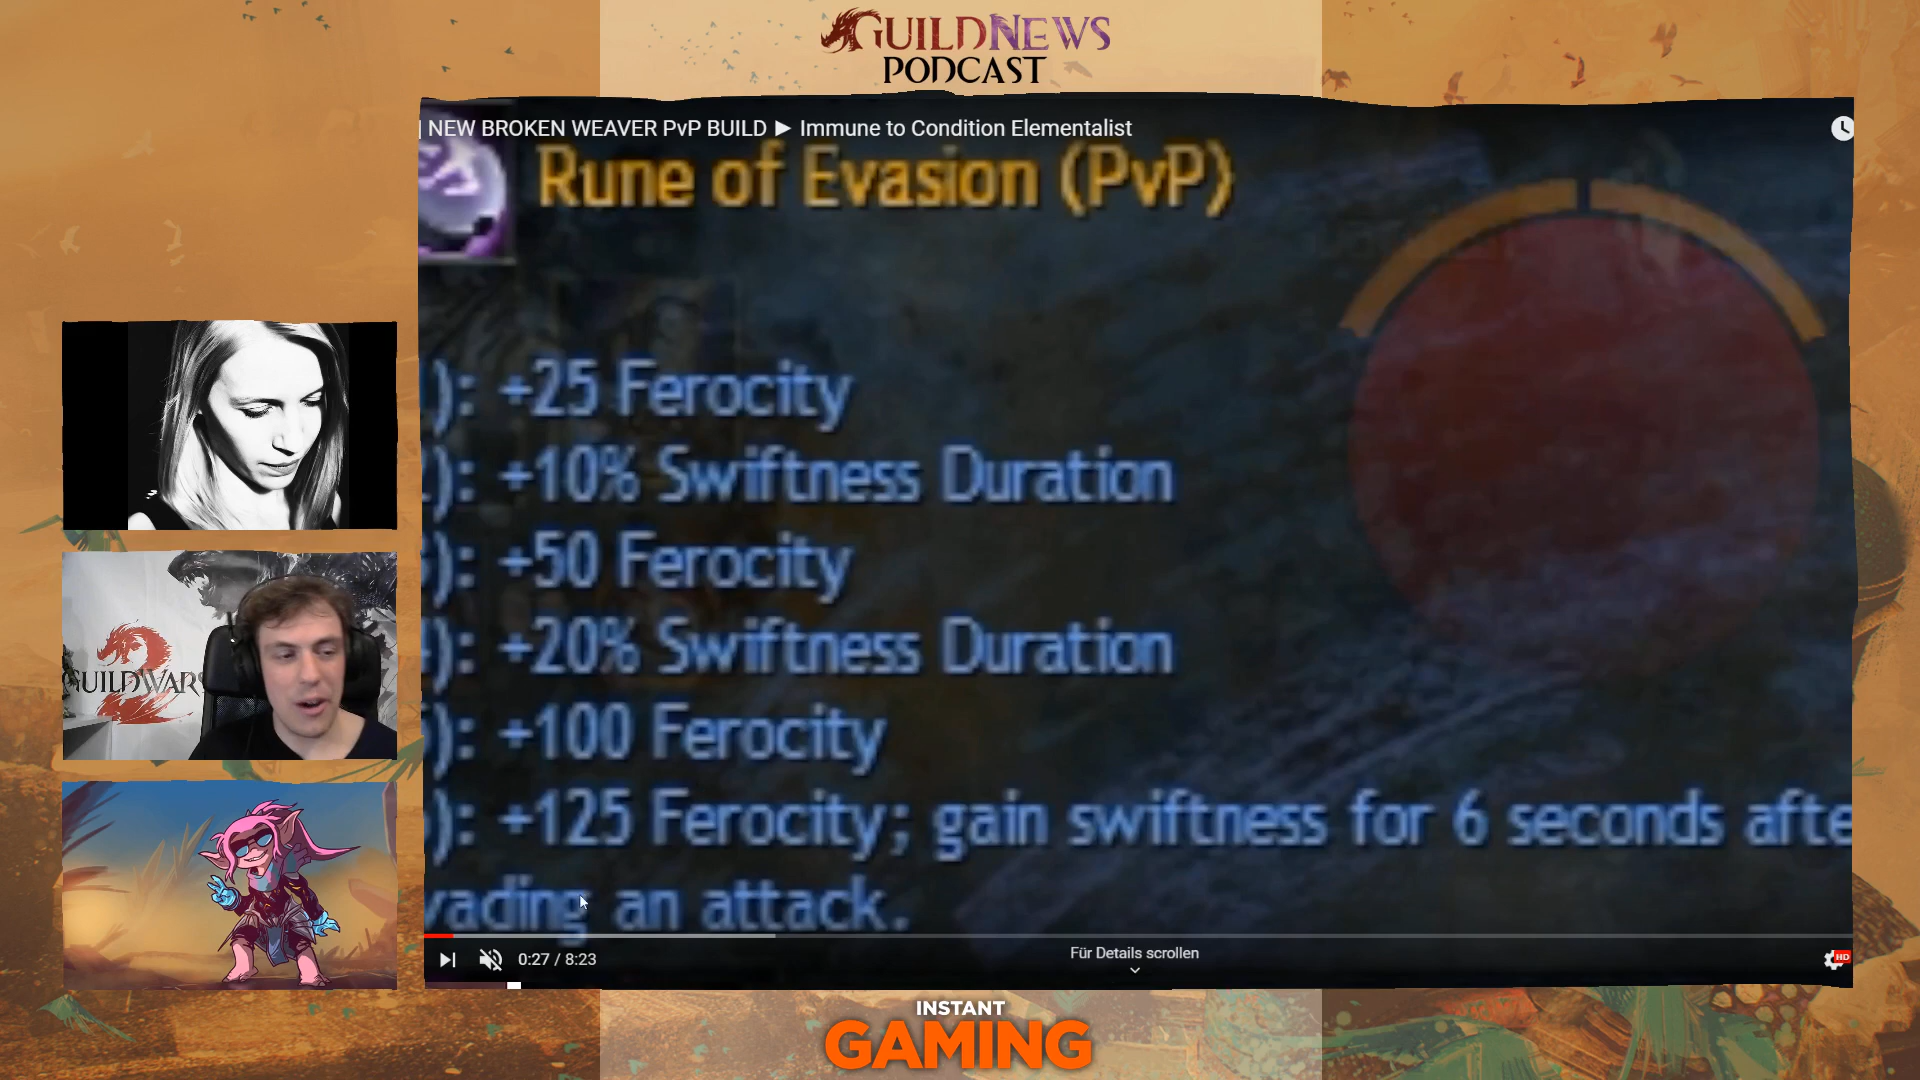 GUILDNEWS
PODCAST
NEW BROKEN WEAVER PvP BUILD ► Immune to Condition Elementalist
Rune of Evasion (PvP)
): +25 Ferocity
): +10% Swiftness Duration
): +50 Ferocity
): +20% Swiftness Duration
): +100 Ferocity
): +125 Ferocity; gain swiftness for 6 seconds afte
vading an attack.
GUILD WARS
2
0:27 / 8:23
Für Details scrollen
HD
INSTANT
GAMING